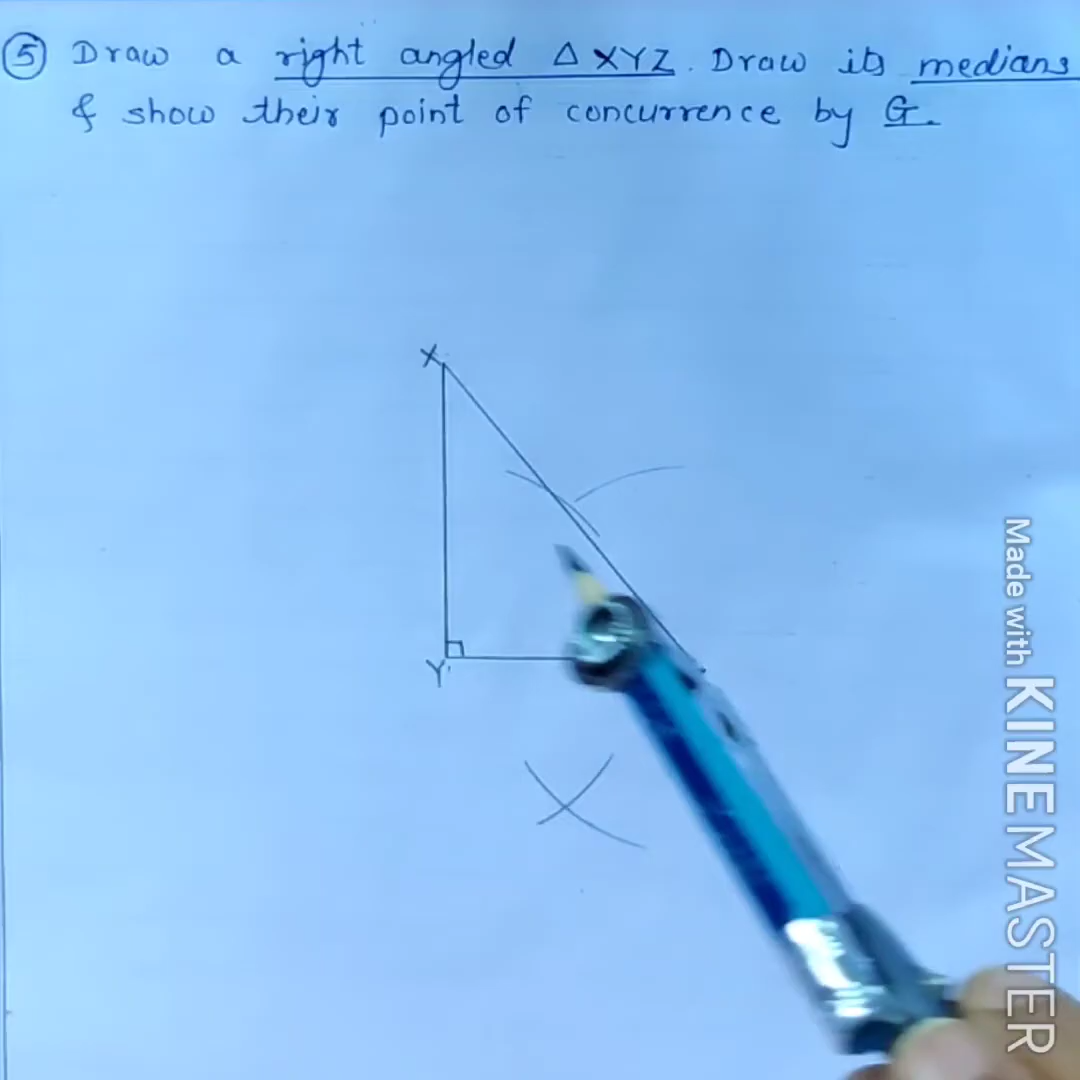 ⑤ Draw a right angled Δ XYZ. Draw its medians
& show their point of concurrence by G.
X
Y
Made with KINEMASTER